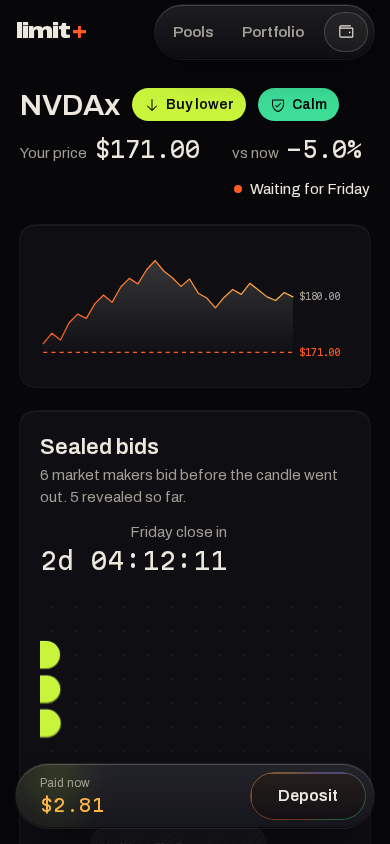 limit+
Pools Portfolio
NVDAx Buy lower Calm
Your price $171.00 vs now −5.0%
Waiting for Friday
$180.00
$171.00
Sealed bids
6 market makers bid before the candle went
out. 5 revealed so far.
Friday close in
2d 04:12:11
Paid now
$2.81
Deposit